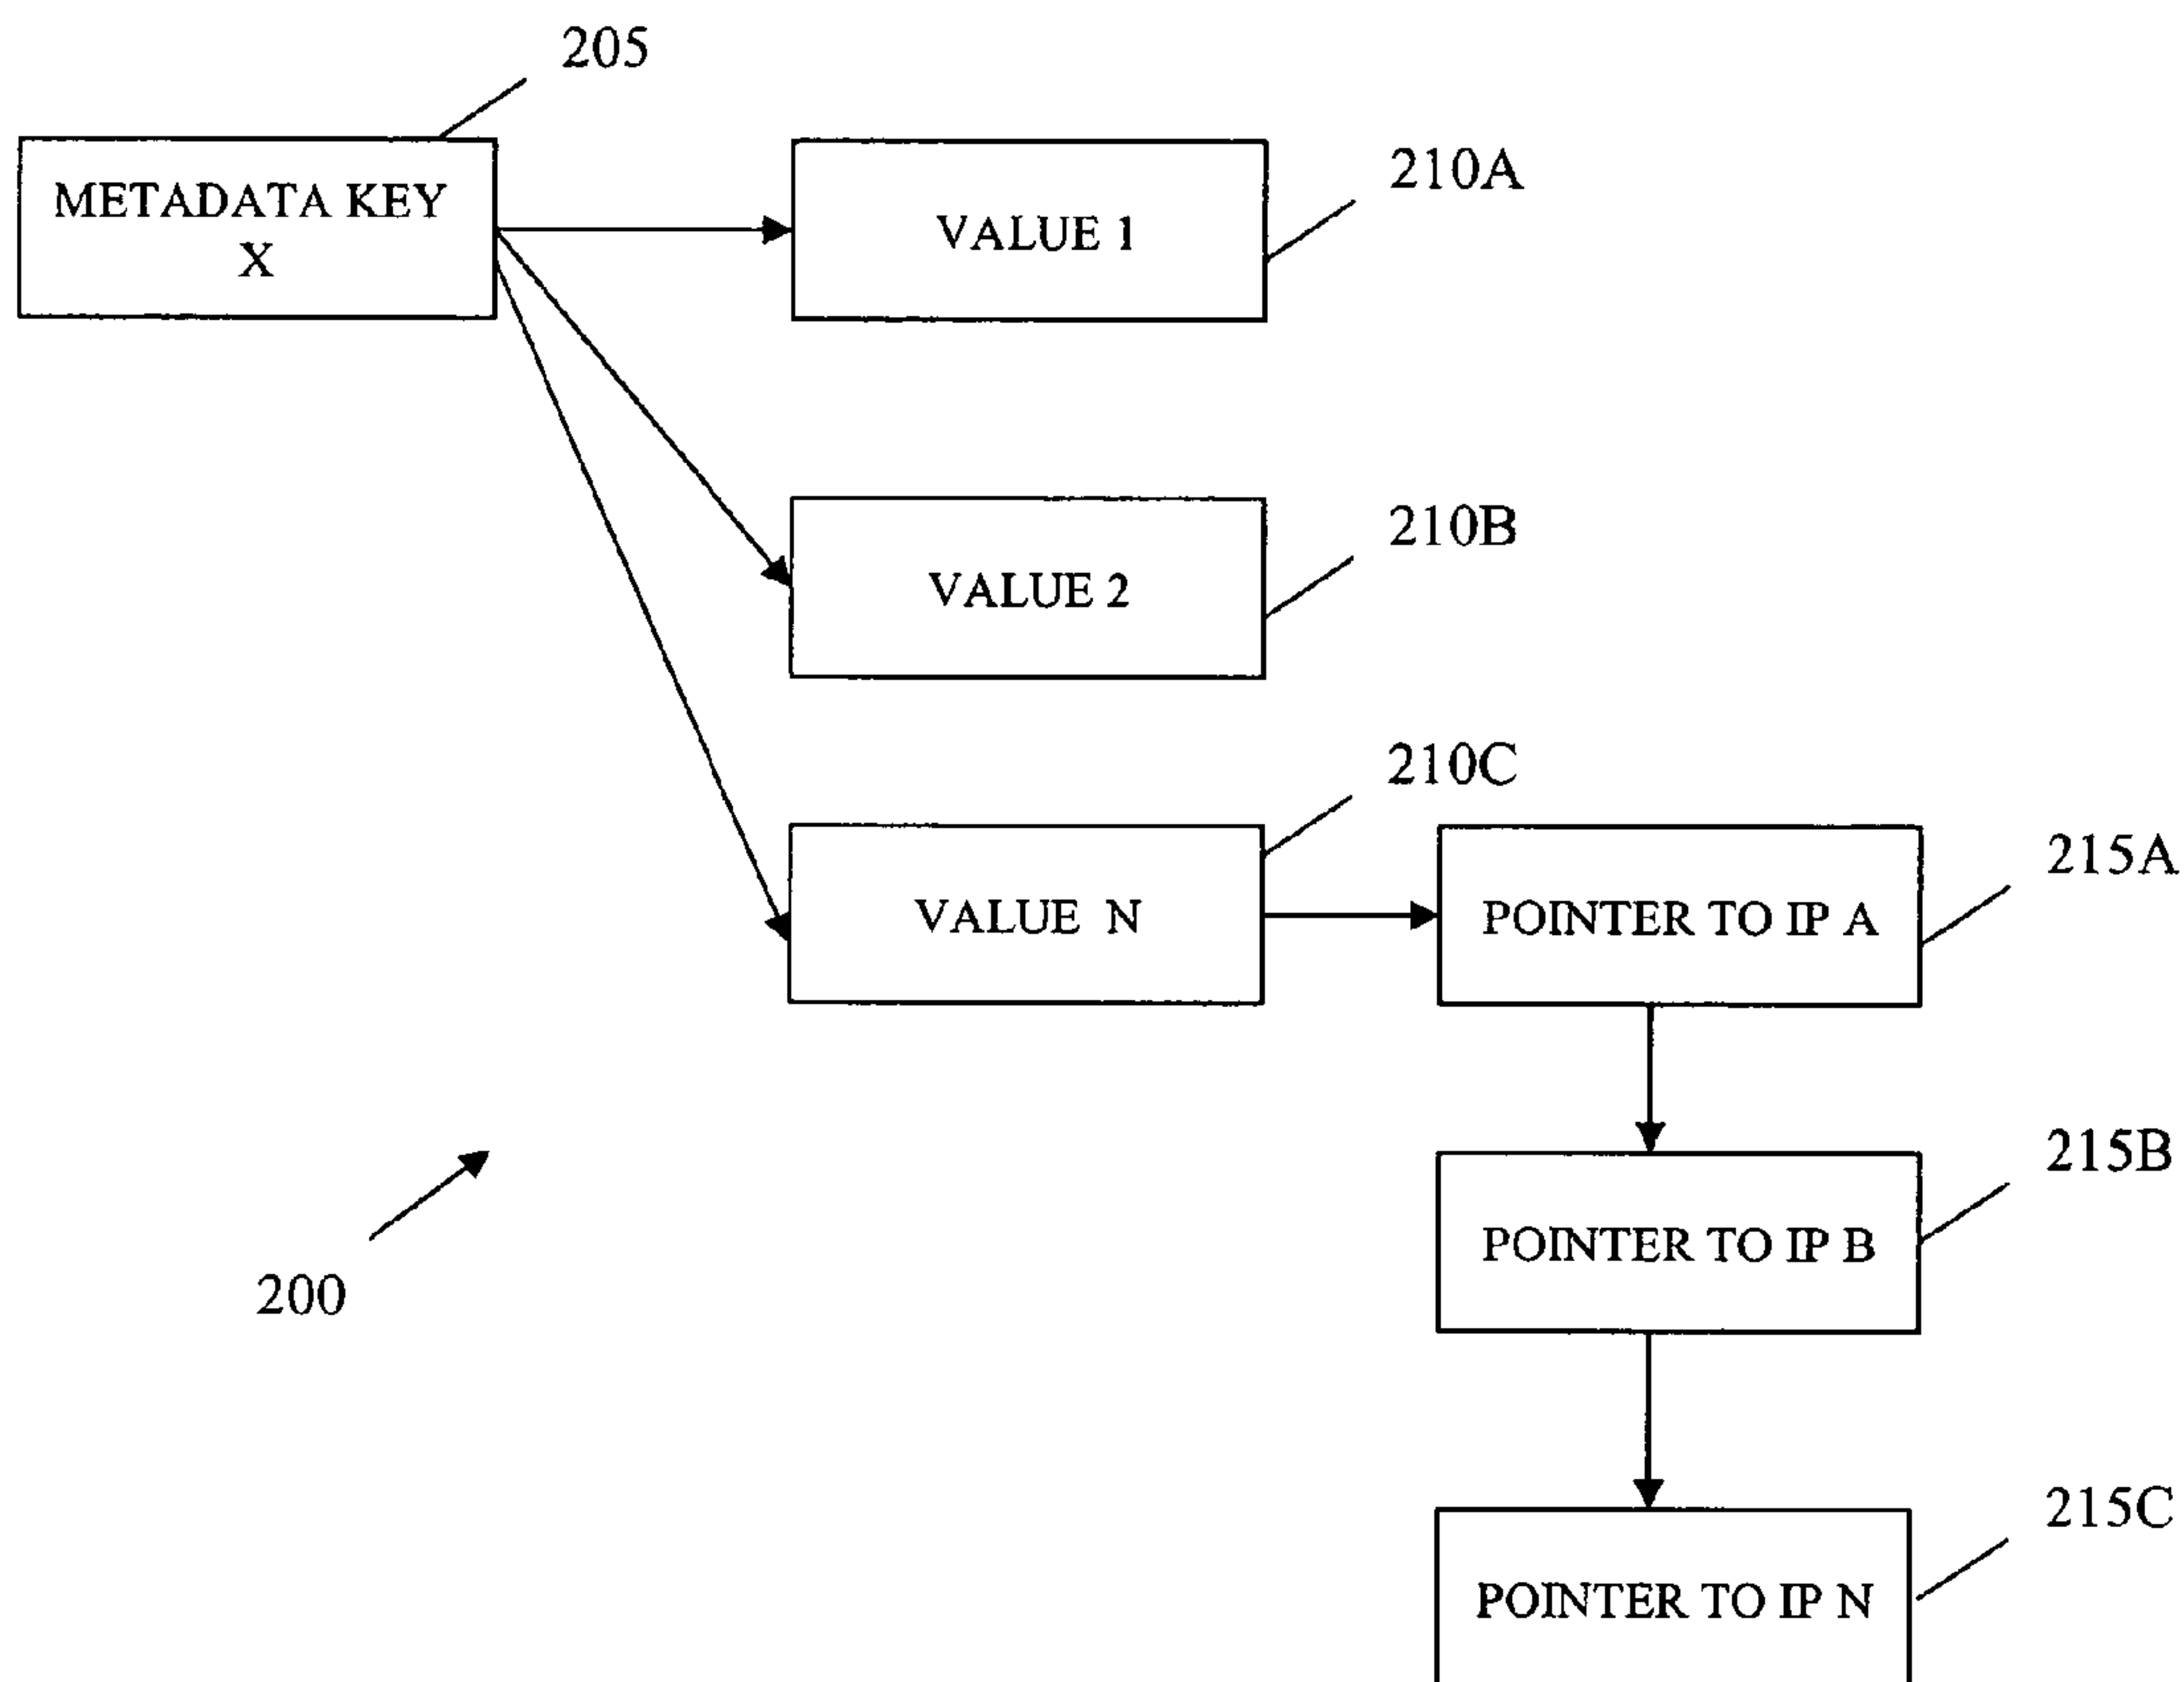 205
METADATA KEY
X
VALUE 1
210A
VALUE 2
210B
VALUE N
210C
POINTER TO IP A
215A
POINTER TO IP B
215B
POINTER TO IP N
215C
200